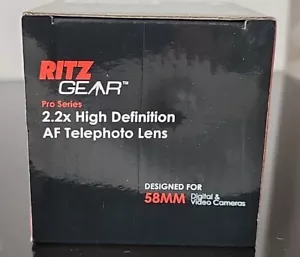 RITZ
GEAR™
Pro Series
2.2x High Definition
AF Telephoto Lens
DESIGNED FOR
58MM Digital &
Video Cameras